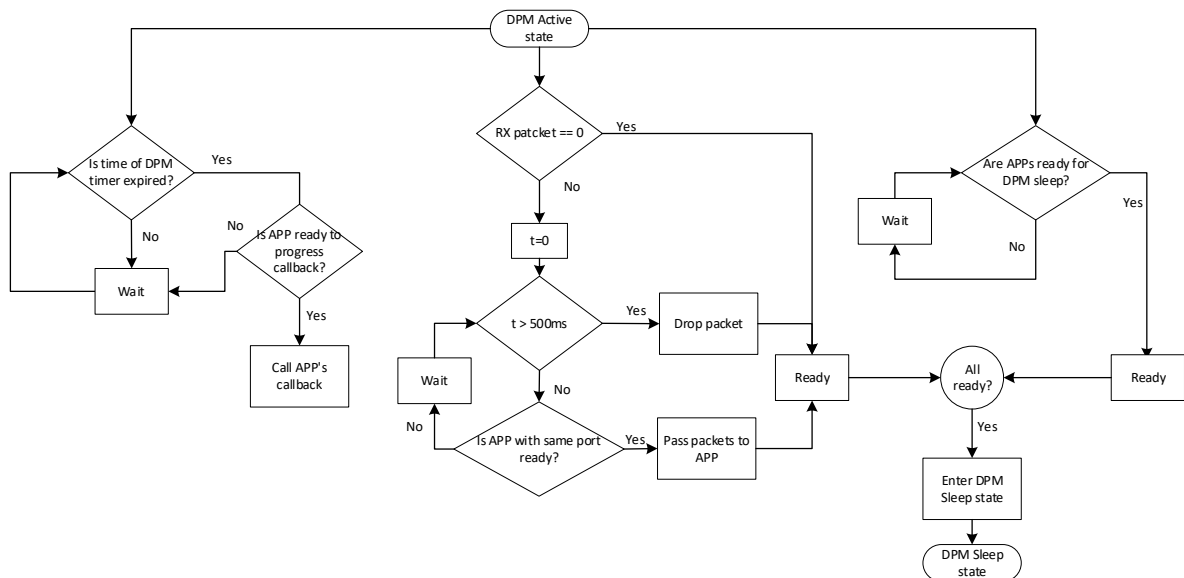 DPM Active
state
RX patcket == 0
Yes
No
t=0
t > 500ms
Yes
Drop packet
No
Wait
No
Is APP with same port
ready?
Yes
Pass packets to
APP
Ready
Is time of DPM
timer expired?
Yes
No
Wait
No
Is APP ready to
progress
callback?
Yes
Call APP's
callback
Are APPs ready for
DPM sleep?
Wait
No
Yes
Ready
All
ready?
Yes
Enter DPM
Sleep state
DPM Sleep
state